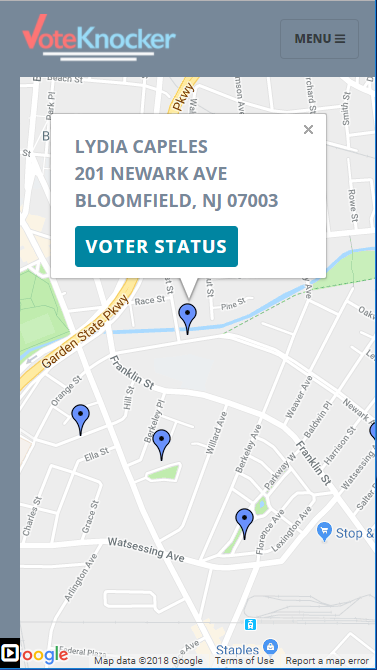 VoteKnocker
MENU
Beach St
Park Pl
Pkwy
Smith St
Rowe St
×
LYDIA CAPELES
201 NEWARK AVE
BLOOMFIELD, NJ 07003
VOTER STATUS
Race St
Pine St
Garden State Pkwy
Franklin St
Orange St
Hill St
Berkeley Pl
Willard Ave
Berkeley Ave
Weaver Ave
Baldwin Pl
Newark
Harrison St
Watsessing
Ella St
Parkway W
Franklin St
Salter
Charles St
Grace St
Florence Ave
Lexington Ave
Stop &
Watsessing Ave
Arlington Ave
Federal Plaza
Staples
Google
Map data ©2018 Google
Terms of Use
Report a map error